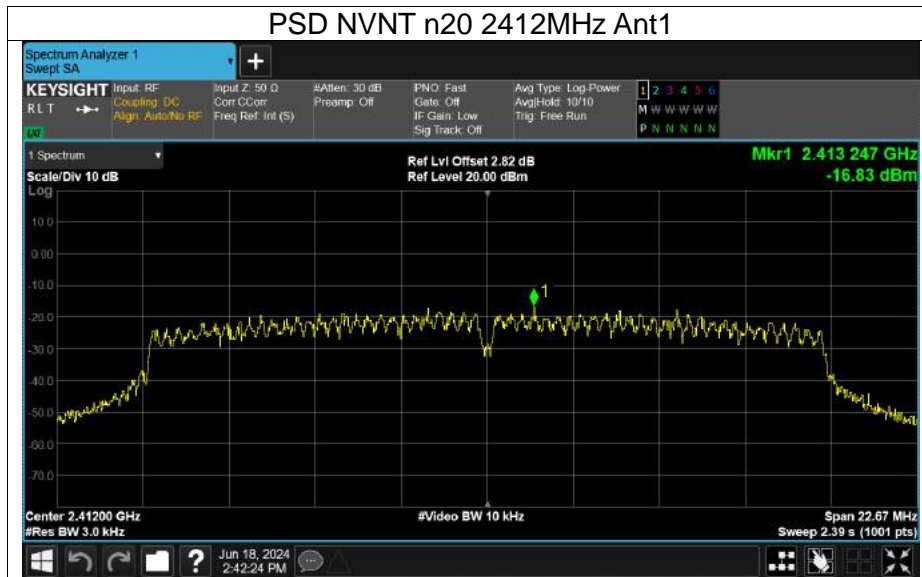 PSD NVNT n20 2412MHz Ant1
Spectrum Analyzer 1
Swept SA
+
KEYSIGHT Input: RF Input Z: 50 Ω #Atten: 30 dB PNO: Fast Avg Type: Log-Power 1 2 3 4 5 6
RLT Coupling: DC Corr CCorr Preamp: Off Gate: Off Avg|Hold: 10/10 M W W W W W
Align: Auto/No RF Freq Ref: Int (S) IF Gain: Low Trig: Free Run
Sig Track: Off P N N N N N
1 Spectrum Ref Lvl Offset 2.82 dB Mkr1 2.413 247 GHz
Scale/Div 10 dB Ref Level 20.00 dBm -16.83 dBm
Log
10.0
0.00
-10.0
1
-20.0
-30.0
-40.0
-50.0
-60.0
-70.0
Center 2.41200 GHz #Video BW 10 kHz Span 22.67 MHz
#Res BW 3.0 kHz Sweep 2.39 s (1001 pts)
? Jun 18, 2024
2:42:24 PM